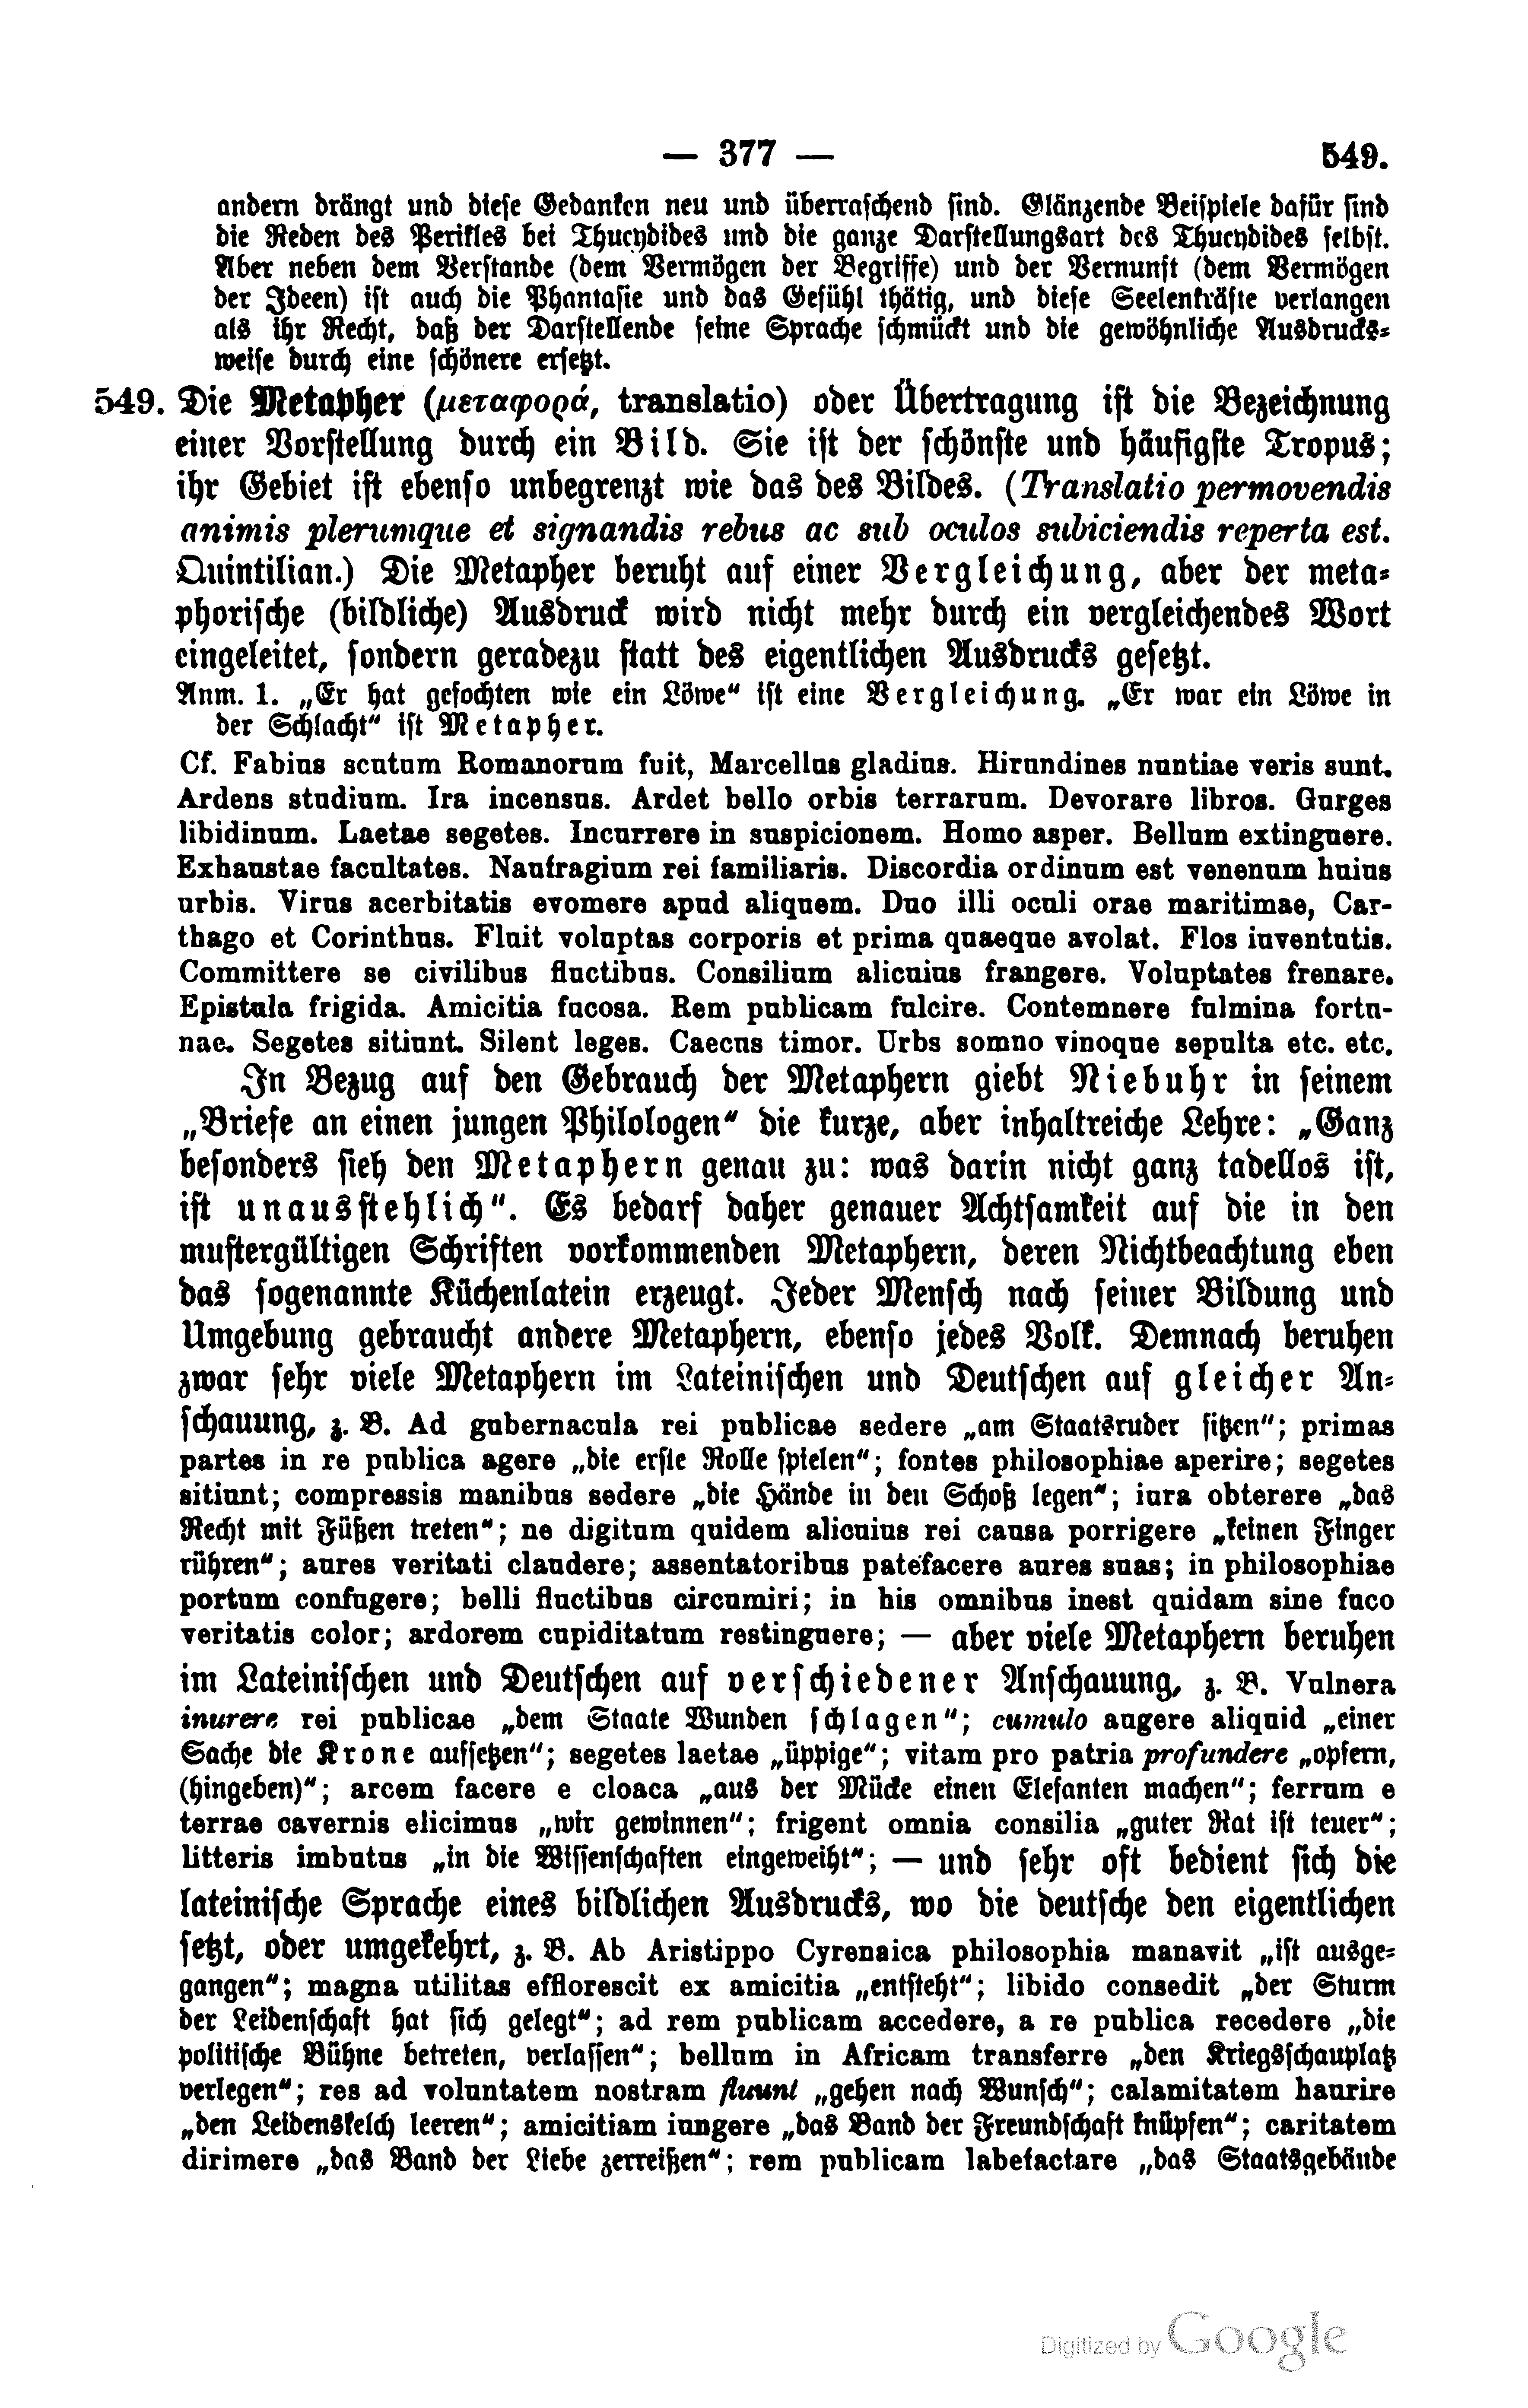 — 377 — 549.
andern drängt und diese Gedanken neu und überraschend sind. Glänzende Beispiele dafür sind
die Reden des Perikles bei Thucydides und die ganze Darstellungsart des Thucydides selbst.
Aber neben dem Verstande (dem Vermögen der Begriffe) und der Vernunft (dem Vermögen
der Ideen) ist auch die Phantasie und das Gefühl thätig, und diese Seelenkräfte verlangen
als ihr Recht, daß der Darstellende seine Sprache schmückt und die gewöhnliche Ausdrucks-
weise durch eine schönere ersetzt.
549. Die Metapher (μεταφορά, translatio) oder Übertragung ist die Bezeichnung
einer Vorstellung durch ein Bild. Sie ist der schönste und häufigste Tropus;
ihr Gebiet ist ebenso unbegrenzt wie das des Bildes. (Translatio permovendis
animis plerumque et signandis rebus ac sub oculos subiciendis reperta est.
Quintilian.) Die Metapher beruht auf einer Vergleichung, aber der meta-
phorische (bildliche) Ausdruck wird nicht mehr durch ein vergleichendes Wort
eingeleitet, sondern geradezu statt des eigentlichen Ausdrucks gesetzt.
Anm. 1. „Er hat gefochten wie ein Löwe“ ist eine Vergleichung. „Er war ein Löwe in
der Schlacht“ ist Metapher.
Cf. Fabius scutum Romanorum fuit, Marcellus gladius. Hirundines nuntiae veris sunt.
Ardens studium. Ira incensus. Ardet bello orbis terrarum. Devorare libros. Gurges
libidinum. Laetae segetes. Incurrere in suspicionem. Homo asper. Bellum extinguere.
Exhaustae facultates. Naufragium rei familiaris. Discordia ordinum est venenum huius
urbis. Virus acerbitatis evomere apud aliquem. Duo illi oculi orae maritimae, Car-
thago et Corinthus. Fluit voluptas corporis et prima quaeque avolat. Flos iuventutis.
Committere se civilibus fluctibus. Consilium alicuius frangere. Voluptates frenare.
Epistula frigida. Amicitia fucosa. Rem publicam fulcire. Contemnere fulmina fortu-
nae. Segetes sitiunt. Silent leges. Caecus timor. Urbs somno vinoque sepulta etc. etc.
In Bezug auf den Gebrauch der Metaphern giebt Niebuhr in seinem
„Briefe an einen jungen Philologen“ die kurze, aber inhaltreiche Lehre: „Ganz
besonders sieh den Metaphern genau zu: was darin nicht ganz tadellos ist,
ist unausstehlich“. Es bedarf daher genauer Achtsamkeit auf die in den
mustergültigen Schriften vorkommenden Metaphern, deren Nichtbeachtung eben
das sogenannte Küchenlatein erzeugt. Jeder Mensch nach seiner Bildung und
Umgebung gebraucht andere Metaphern, ebenso jedes Volk. Demnach beruhen
zwar sehr viele Metaphern im Lateinischen und Deutschen auf gleicher An-
schauung, z. B. Ad gubernacula rei publicae sedere „am Staatsruder sitzen“; primas
partes in re publica agere „die erste Rolle spielen“; fontes philosophiae aperire; segetes
sitiunt; compressis manibus sedere „die Hände in den Schoß legen“; iura obterere „das
Recht mit Füßen treten“; ne digitum quidem alicuius rei causa porrigere „keinen Finger
rühren“; aures veritati claudere; assentatoribus patefacere aures suas; in philosophiae
portum confugere; belli fluctibus circumiri; in his omnibus inest quidam sine fuco
veritatis color; ardorem cupiditatum restinguere; — aber viele Metaphern beruhen
im Lateinischen und Deutschen auf verschiedener Anschauung, z. B. Vulnera
inurere rei publicae „dem Staate Wunden schlagen“; cumulo augere aliquid „einer
Sache die Krone aufsetzen“; segetes laetae „üppige“; vitam pro patria profundere „opfern,
(hingeben)“; arcem facere e cloaca „aus der Mücke einen Elefanten machen“; ferrum e
terrae cavernis elicimus „wir gewinnen“; frigent omnia consilia „guter Rat ist teuer“;
litteris imbutus „in die Wissenschaften eingeweiht“; — und sehr oft bedient sich die
lateinische Sprache eines bildlichen Ausdrucks, wo die deutsche den eigentlichen
setzt, oder umgekehrt, z. B. Ab Aristippo Cyrenaica philosophia manavit „ist ausge-
gangen“; magna utilitas efflorescit ex amicitia „entsteht“; libido consedit „der Sturm
der Leidenschaft hat sich gelegt“; ad rem publicam accedere, a re publica recedere „die
politische Bühne betreten, verlassen“; bellum in Africam transferre „den Kriegsschauplatz
verlegen“; res ad voluntatem nostram fluunt „gehen nach Wunsch“; calamitatem haurire
„den Leidenskelch leeren“; amicitiam iungere „das Band der Freundschaft knüpfen“; caritatem
dirimere „das Band der Liebe zerreißen“; rem publicam labefactare „das Staatsgebäude
Digitized by Google